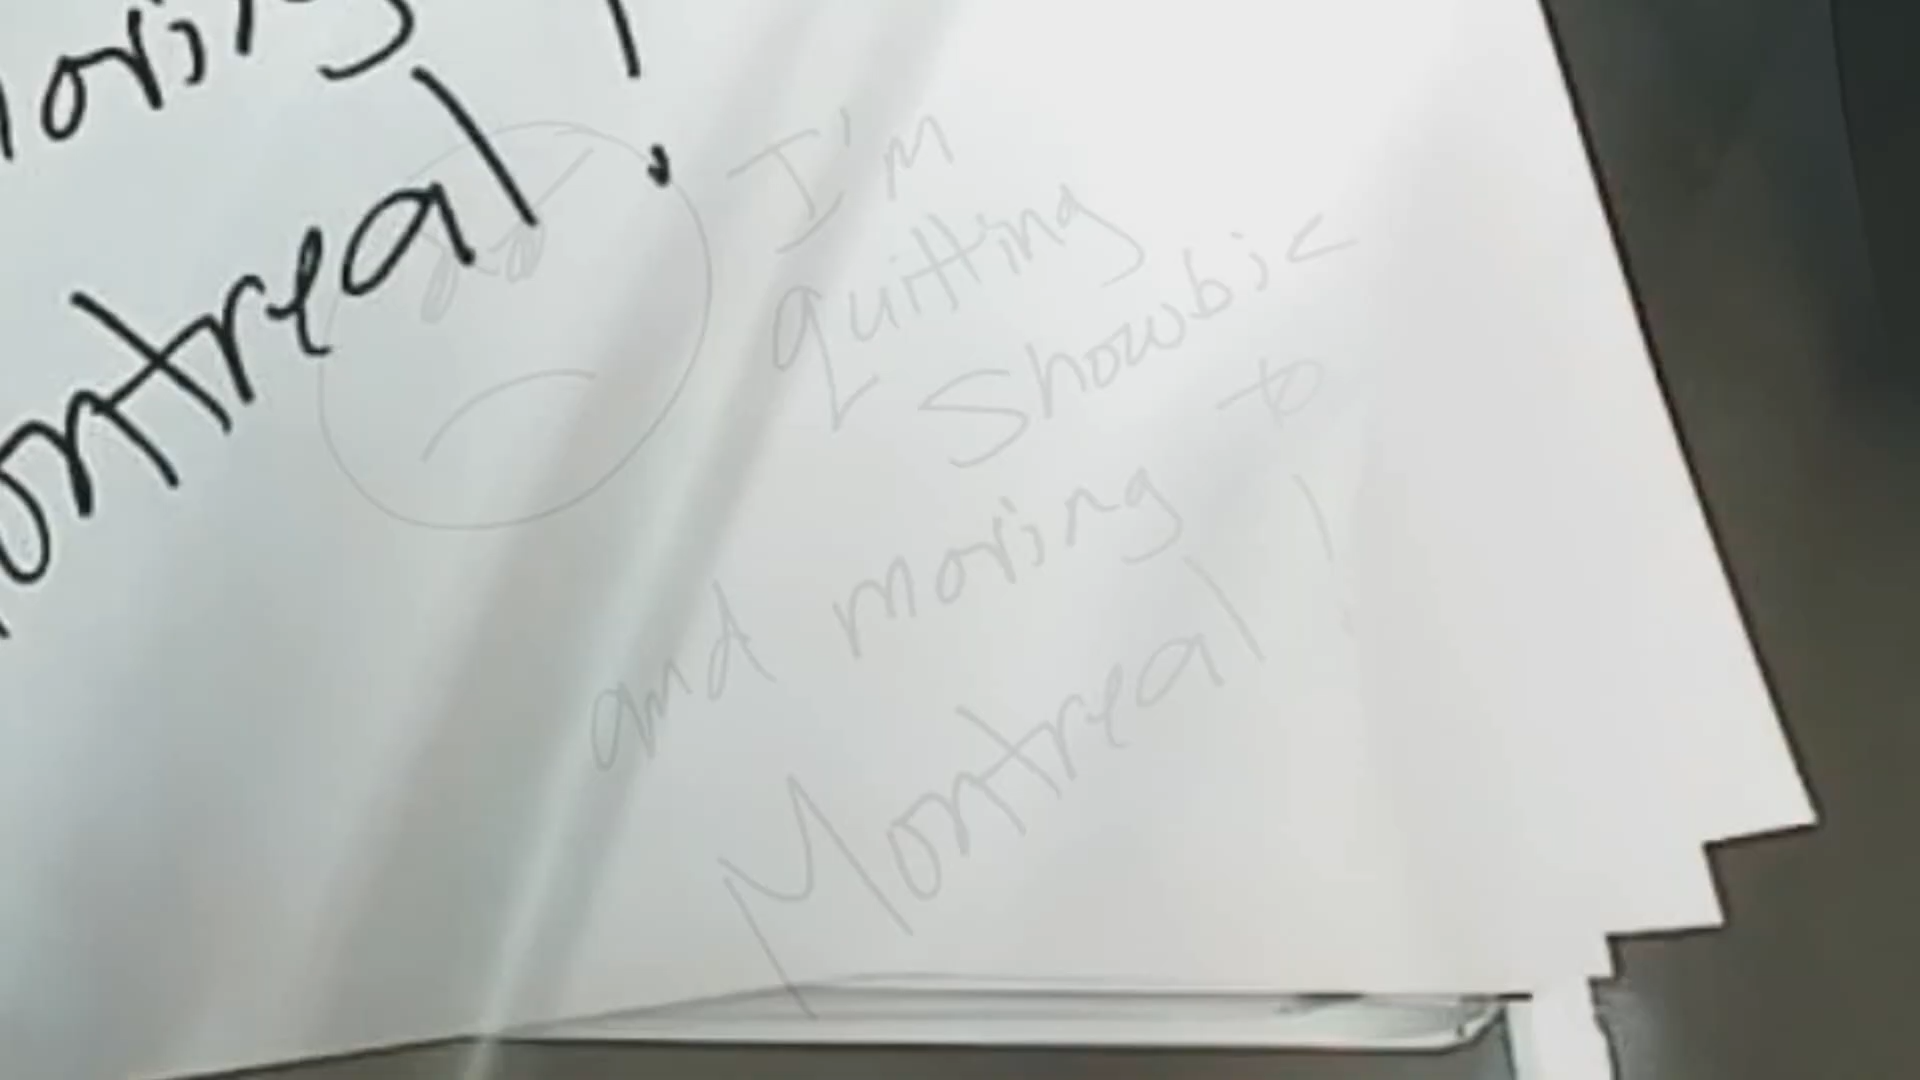 moving
Montreal!
I'm
quitting
Showbiz
and moving to
Montreal!